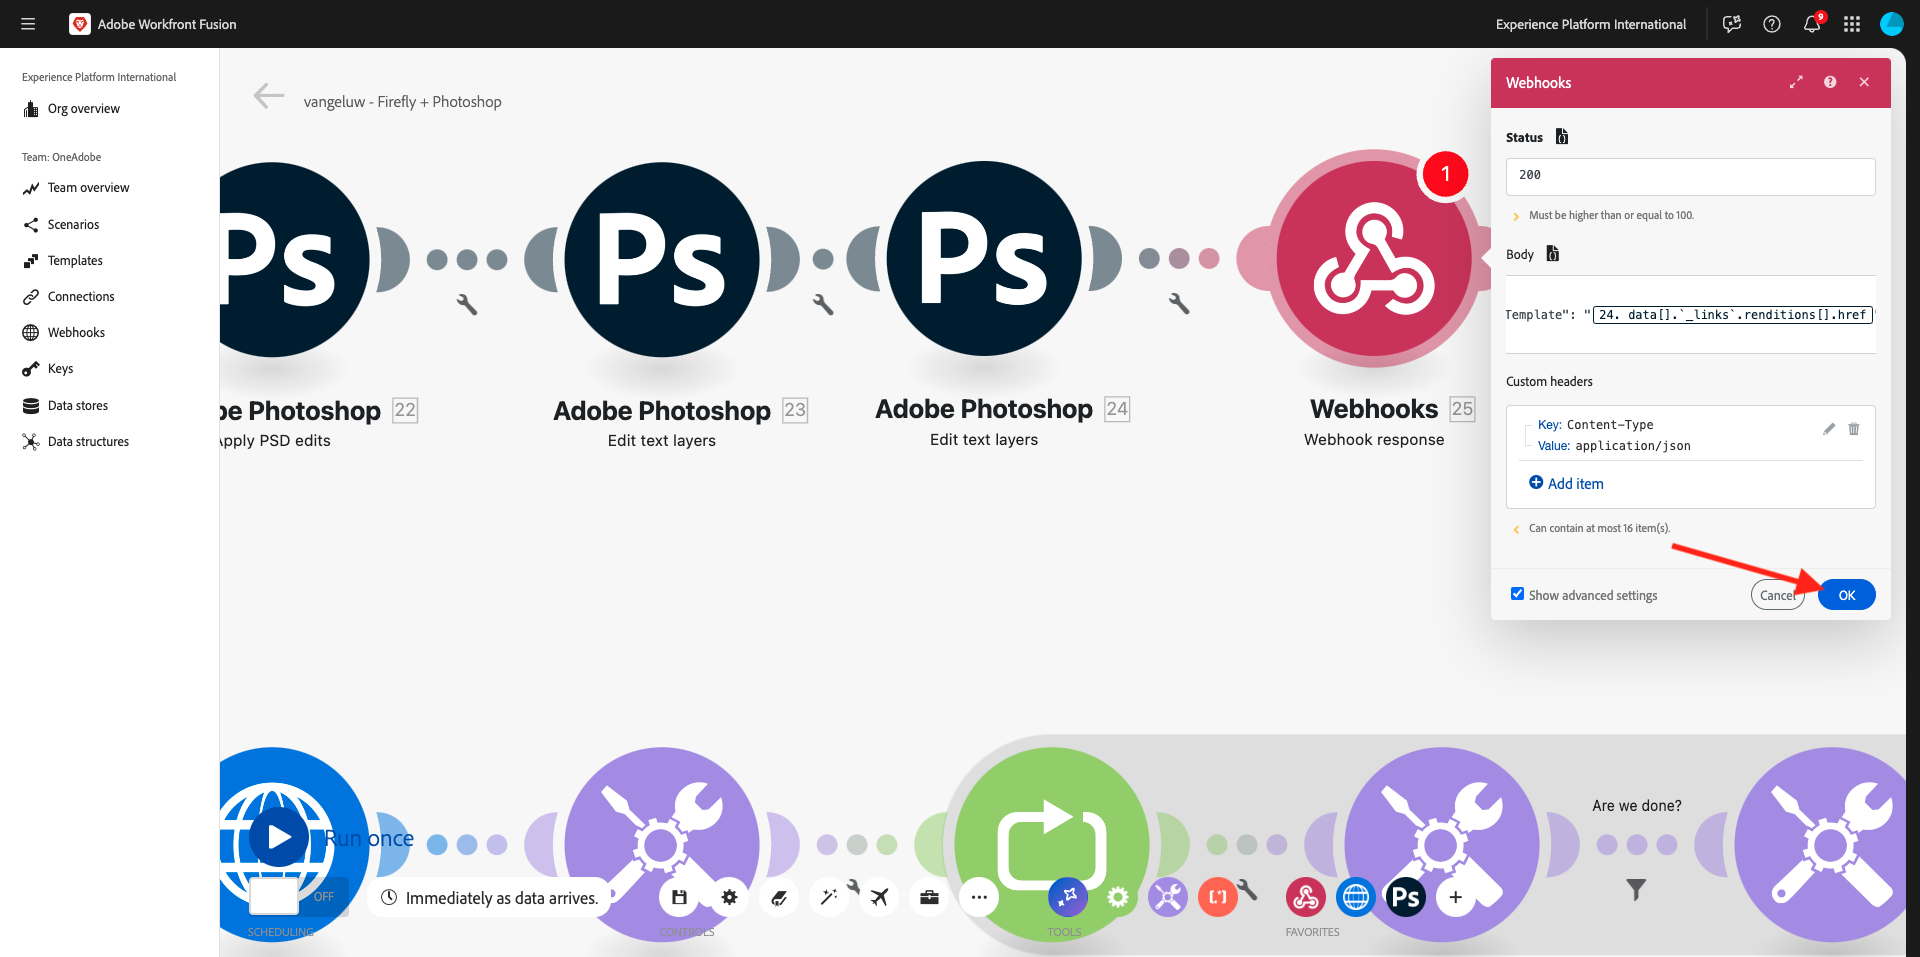 Adobe Workfront Fusion
Experience Platform International
9
Experience Platform International
Org overview
Team: OneAdobe
Team overview
Scenarios
Templates
Connections
Webhooks
Keys
Data stores
Data structures
vangeluw - Firefly + Photoshop
Ps
Ps
Ps
1
be Photoshop 22
Apply PSD edits
Adobe Photoshop 23
Edit text layers
Adobe Photoshop 24
Edit text layers
Webhooks 25
Webhook response
Webhooks
Status
200
Must be higher than or equal to 100.
Body
Template": " 24. data[].`_links`.renditions[].href "
Custom headers
Key: Content-Type
Value: application/json
Add item
Can contain at most 16 item(s).
Show advanced settings
Cancel
OK
Are we done?
Run once
OFF
Immediately as data arrives.
Ps
SCHEDULING
CONTROLS
TOOLS
FAVORITES